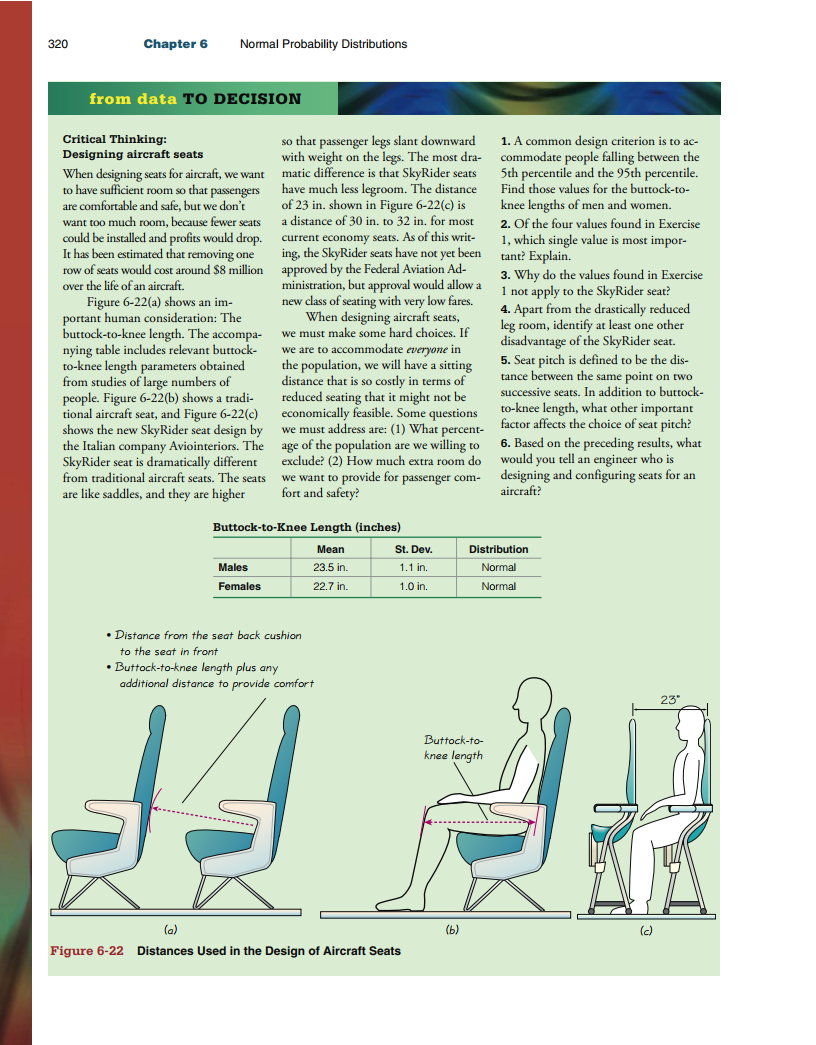 320 Chapter 6 Normal Probability Distributions
from data TO DECISION
Critical Thinking:
Designing aircraft seats
When designing seats for aircraft, we want
to have sufficient room so that passengers
are comfortable and safe, but we don't
want too much room, because fewer seats
could be installed and profits would drop.
It has been estimated that removing one
row of seats would cost around $8 million
over the life of an aircraft.
Figure 6-22(a) shows an im-
portant human consideration: The
buttock-to-knee length. The accompa-
nying table includes relevant buttock-
to-knee length parameters obtained
from studies of large numbers of
people. Figure 6-22(b) shows a tradi-
tional aircraft seat, and Figure 6-22(c)
shows the new SkyRider seat design by
the Italian company Aviointeriors. The
SkyRider seat is dramatically different
from traditional aircraft seats. The seats
are like saddles, and they are higher
so that passenger legs slant downward
with weight on the legs. The most dra-
matic difference is that SkyRider seats
have much less legroom. The distance
of 23 in. shown in Figure 6-22(c) is
a distance of 30 in. to 32 in. for most
current economy seats. As of this writ-
ing, the SkyRider seats have not yet been
approved by the Federal Aviation Ad-
ministration, but approval would allow a
new class of seating with very low fares.
When designing aircraft seats,
we must make some hard choices. If
we are to accommodate everyone in
the population, we will have a sitting
distance that is so costly in terms of
reduced seating that it might not be
economically feasible. Some questions
we must address are: (1) What percent-
age of the population are we willing to
exclude? (2) How much extra room do
we want to provide for passenger com-
fort and safety?
1. A common design criterion is to ac-
commodate people falling between the
5th percentile and the 95th percentile.
Find those values for the buttock-to-
knee lengths of men and women.
2. Of the four values found in Exercise
1, which single value is most impor-
tant? Explain.
3. Why do the values found in Exercise
1 not apply to the SkyRider seat?
4. Apart from the drastically reduced
leg room, identify at least one other
disadvantage of the SkyRider seat.
5. Seat pitch is defined to be the dis-
tance between the same point on two
successive seats. In addition to buttock-
to-knee length, what other important
factor affects the choice of seat pitch?
6. Based on the preceding results, what
would you tell an engineer who is
designing and configuring seats for an
aircraft?
Buttock-to-Knee Length (inches)
Mean St. Dev. Distribution
Males 23.5 in. 1.1 in. Normal
Females 22.7 in. 1.0 in. Normal
• Distance from the seat back cushion
to the seat in front
• Buttock-to-knee length plus any
additional distance to provide comfort
Buttock-to-
knee length
23"
(a) (b) (c)
Figure 6-22 Distances Used in the Design of Aircraft Seats